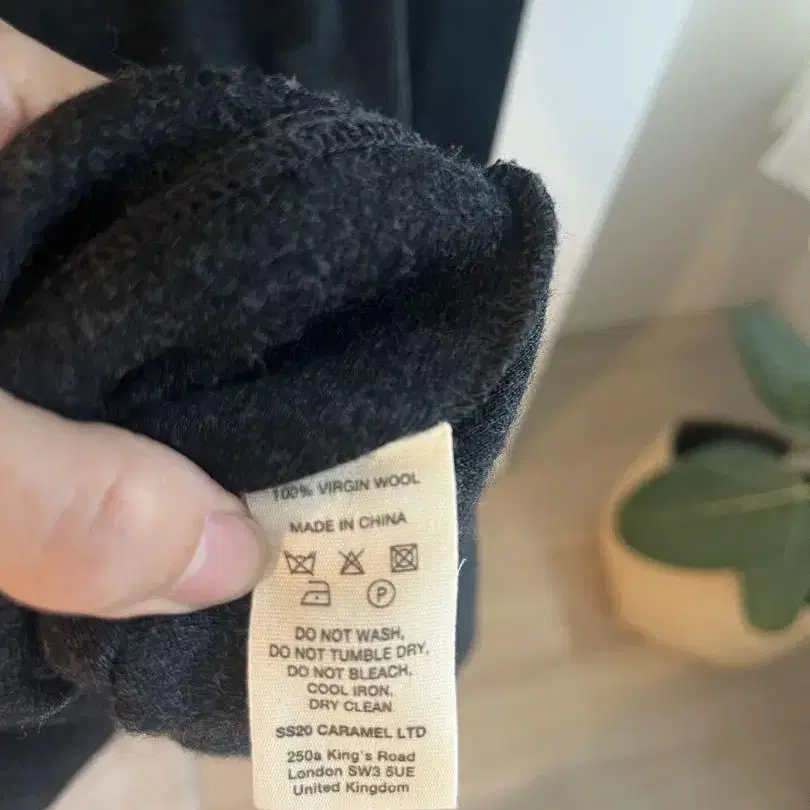 100% VIRGIN WOOL
MADE IN CHINA
P
DO NOT WASH,
DO NOT TUMBLE DRY,
DO NOT BLEACH,
COOL IRON,
DRY CLEAN
SS20 CARAMEL LTD
250a King's Road
London SW3 5UE
United Kingdom